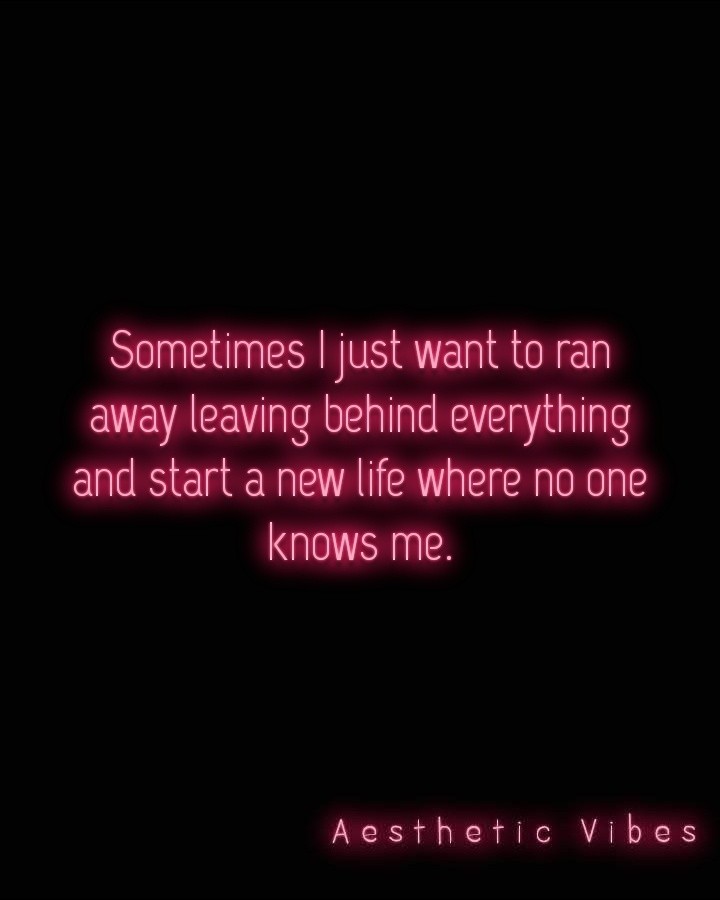 Sometimes I just want to ran
away leaving behind everything
and start a new life where no one
knows me.
Aesthetic Vibes